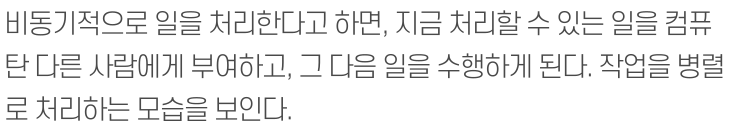 비동기적으로 일을 처리한다고 하면, 지금 처리할 수 있는 일을 컴퓨
탄 다른 사람에게 부여하고, 그 다음 일을 수행하게 된다. 작업을 병렬
로 처리하는 모습을 보인다.